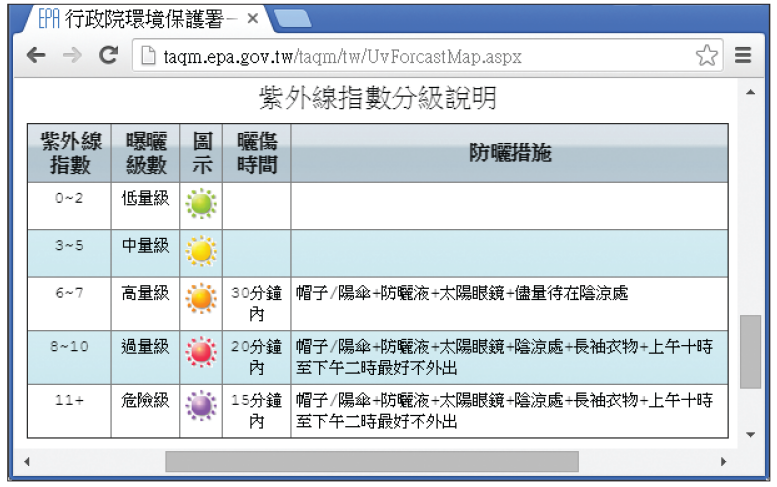 EPA 行政院環境保護署－ ×
taqm.epa.gov.tw/taqm/tw/UvForcastMap.aspx
紫外線指數分級說明
紫外線指數 曝曬級數 圖示 曬傷時間 防曬措施
0~2 低量級
3~5 中量級
6~7 高量級 30分鐘內 帽子/陽傘+防曬液+太陽眼鏡+儘量待在陰涼處
8~10 過量級 20分鐘內 帽子/陽傘+防曬液+太陽眼鏡+陰涼處+長袖衣物+上午十時
至下午二時最好不外出
11+ 危險級 15分鐘內 帽子/陽傘+防曬液+太陽眼鏡+陰涼處+長袖衣物+上午十時
至下午二時最好不外出